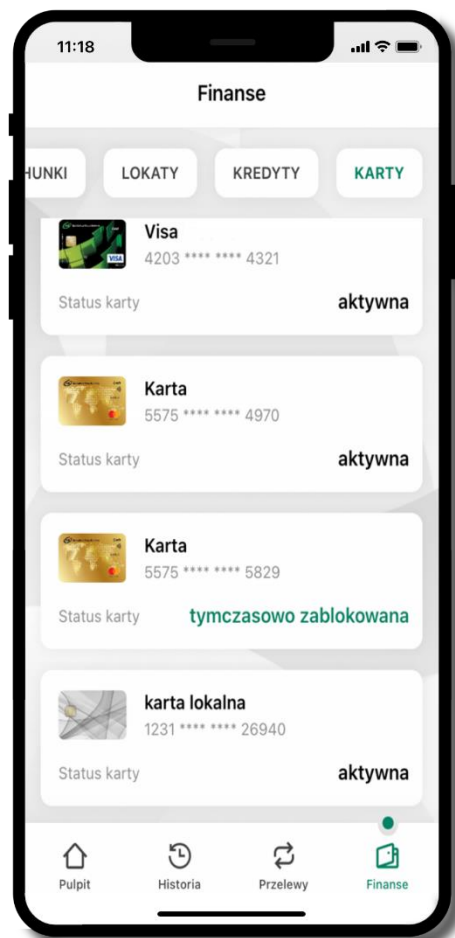 11:18
Finanse
HUNKI LOKATY KREDYTY KARTY
VISA
Visa
4203 **** **** 4321
Status karty aktywna
Karta
5575 **** **** 4970
Status karty aktywna
Karta
5575 **** **** 5829
Status karty tymczasowo zablokowana
karta lokalna
1231 **** **** 26940
Status karty aktywna
Pulpit Historia Przelewy Finanse